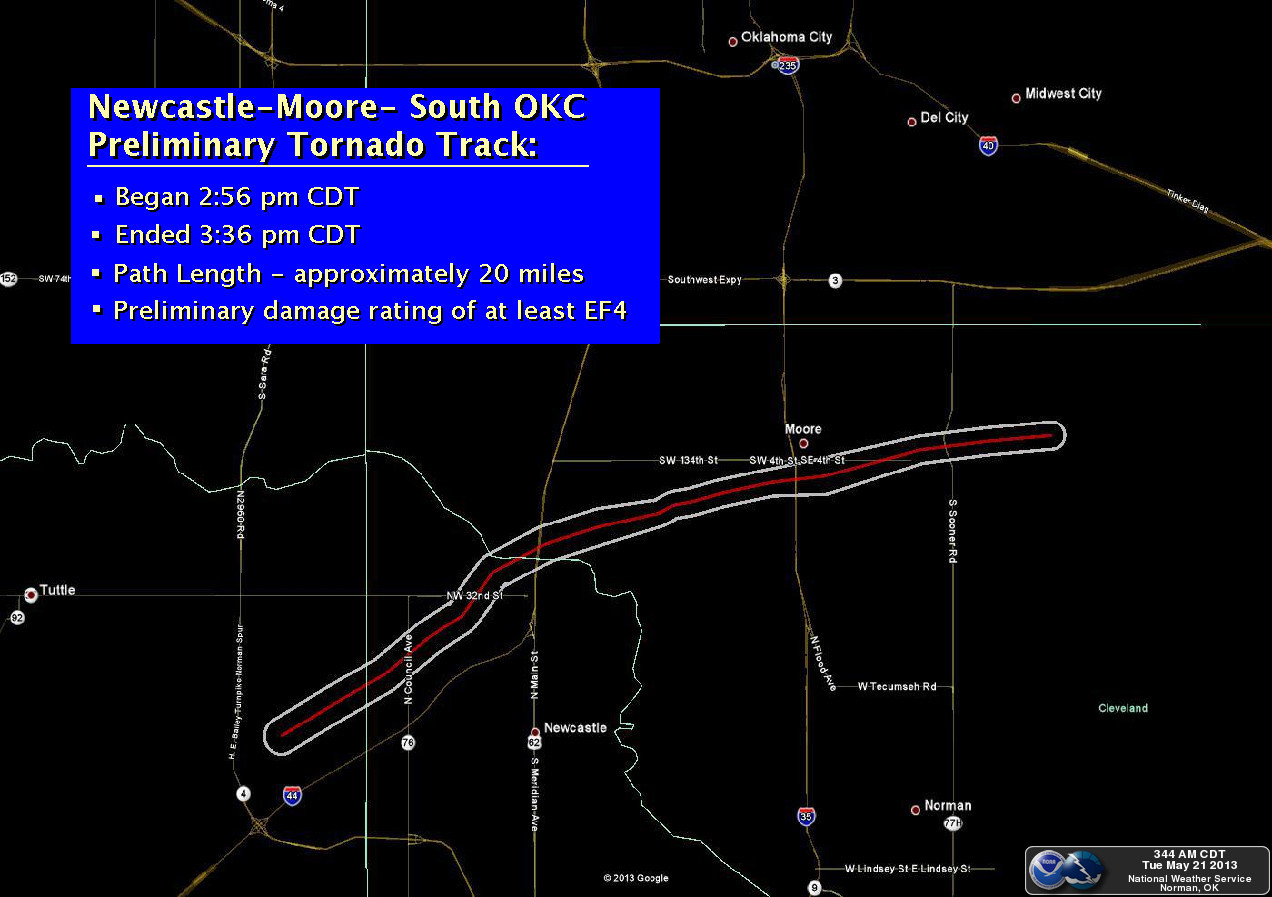 oma 4
Oklahoma City
235
Midwest City
Del City
40
Newcastle-Moore- South OKC
Preliminary Tornado Track:
▪ Began 2:56 pm CDT
▪ Ended 3:36 pm CDT
▪ Path Length - approximately 20 miles
▪ Preliminary damage rating of at least EF4
Tinker Diag
152
SW 74th
Southwest Expy
3
S Sara Rd
Moore
SW 134th St
SW 4th St
SE 4th St
N2960 Rd
S Sooner Rd
Tuttle
92
NW 32nd St
H. E. Bailey Turnpike Norman Spur
N Council Ave
N Main St
N Flood Ave
W Tecumseh Rd
Cleveland
Newcastle
76
62
S Meridian Ave
4
44
35
Norman
77H
W Lindsey St E Lindsey St
9
© 2013 Google
NOAA
344 AM CDT
Tue May 21 2013
National Weather Service
Norman, OK